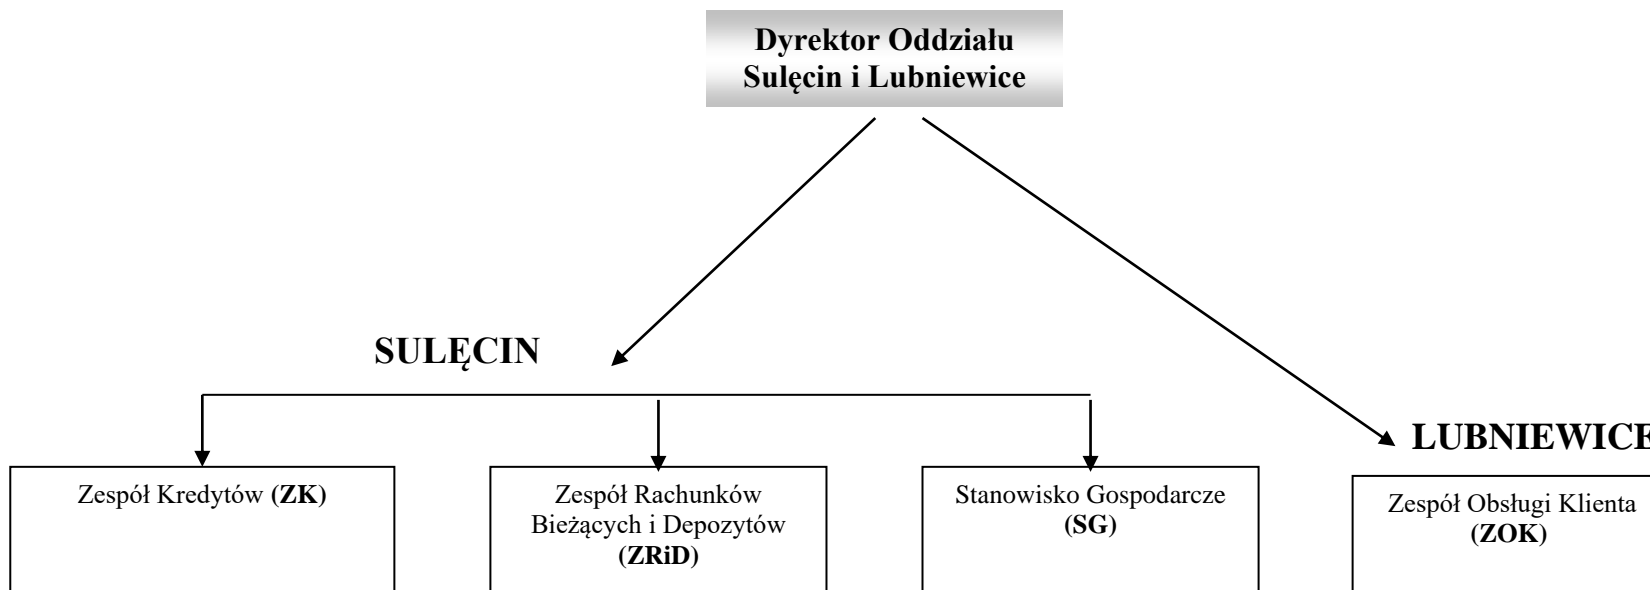 Dyrektor Oddziału
Sulęcin i Lubniewice
SULĘCIN
LUBNIEWICE
Zespół Kredytów (ZK)
Zespół Rachunków
Bieżących i Depozytów
(ZRiD)
Stanowisko Gospodarcze
(SG)
Zespół Obsługi Klienta
(ZOK)